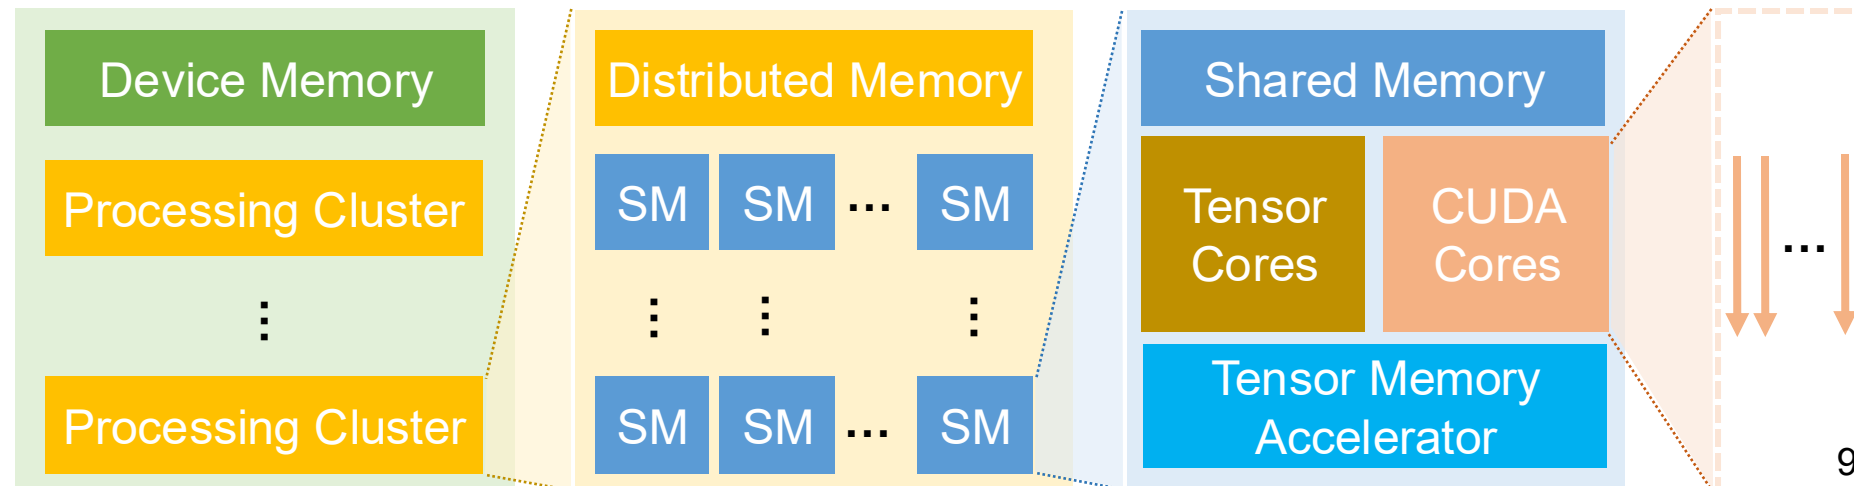 Device Memory
Processing Cluster
⋮
Processing Cluster
Distributed Memory
SM SM ... SM
⋮ ⋮ ⋮
SM SM ... SM
Shared Memory
Tensor
Cores
CUDA
Cores
Tensor Memory
Accelerator
...
9